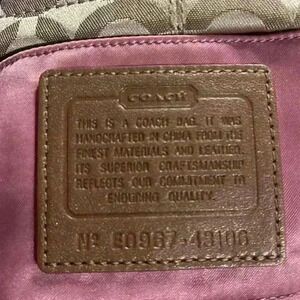 COACH
THIS IS A COACH BAG. IT WAS
HANDCRAFTED IN CHINA FROM THE
FINEST MATERIALS AND LEATHER.
ITS SUPERIOR CRAFTSMANSHIP
REFLECTS OUR COMMITMENT TO
ENDURING QUALITY.
Nº E0967-43106